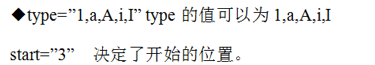 ◆type=”1,a,A,i,I” type 的值可以为 1,a,A,i,I
start=”3” 决定了开始的位置。